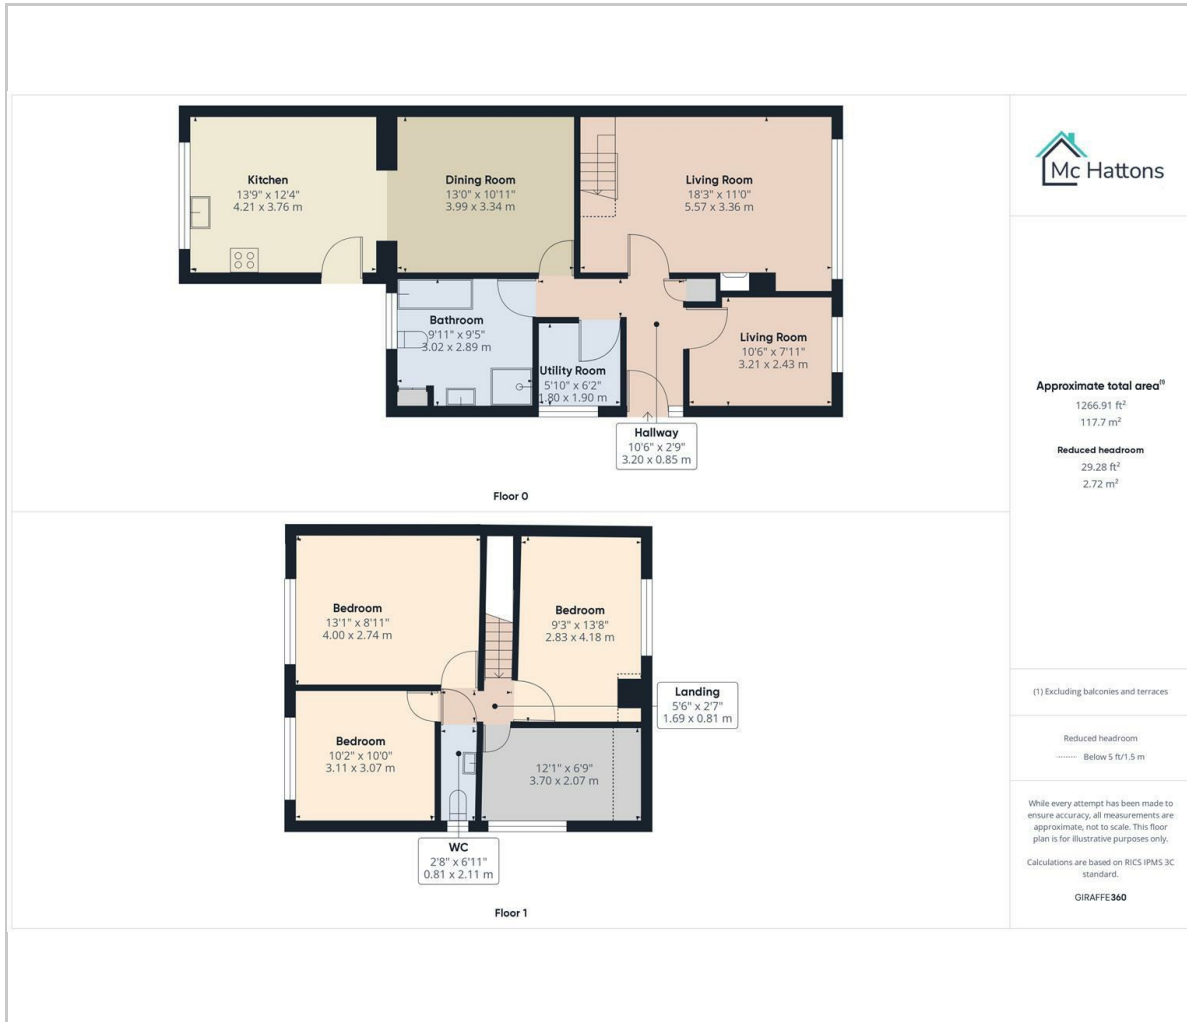 Kitchen
13'9" x 12'4"
4.21 x 3.76 m
Dining Room
13'0" x 10'11"
3.99 x 3.34 m
Living Room
18'3" x 11'0"
5.57 x 3.36 m
Bathroom
9'11" x 9'5"
3.02 x 2.89 m
Utility Room
5'10" x 6'2"
1.80 x 1.90 m
Living Room
10'6" x 7'11"
3.21 x 2.43 m
Hallway
10'6" x 2'9"
3.20 x 0.85 m
Floor 0
Bedroom
13'1" x 8'11"
4.00 x 2.74 m
Bedroom
9'3" x 13'8"
2.83 x 4.18 m
Landing
5'6" x 2'7"
1.69 x 0.81 m
Bedroom
10'2" x 10'0"
3.11 x 3.07 m
12'1" x 6'9"
3.70 x 2.07 m
WC
2'8" x 6'11"
0.81 x 2.11 m
Floor 1
Mc Hattons
Approximate total area⁽¹⁾
1266.91 ft²
117.7 m²
Reduced headroom
29.28 ft²
2.72 m²
(1) Excluding balconies and terraces
Reduced headroom
Below 5 ft/1.5 m
While every attempt has been made to
ensure accuracy, all measurements are
approximate, not to scale. This floor
plan is for illustrative purposes only.
Calculations are based on RICS IPMS 3C
standard.
GIRAFFE360